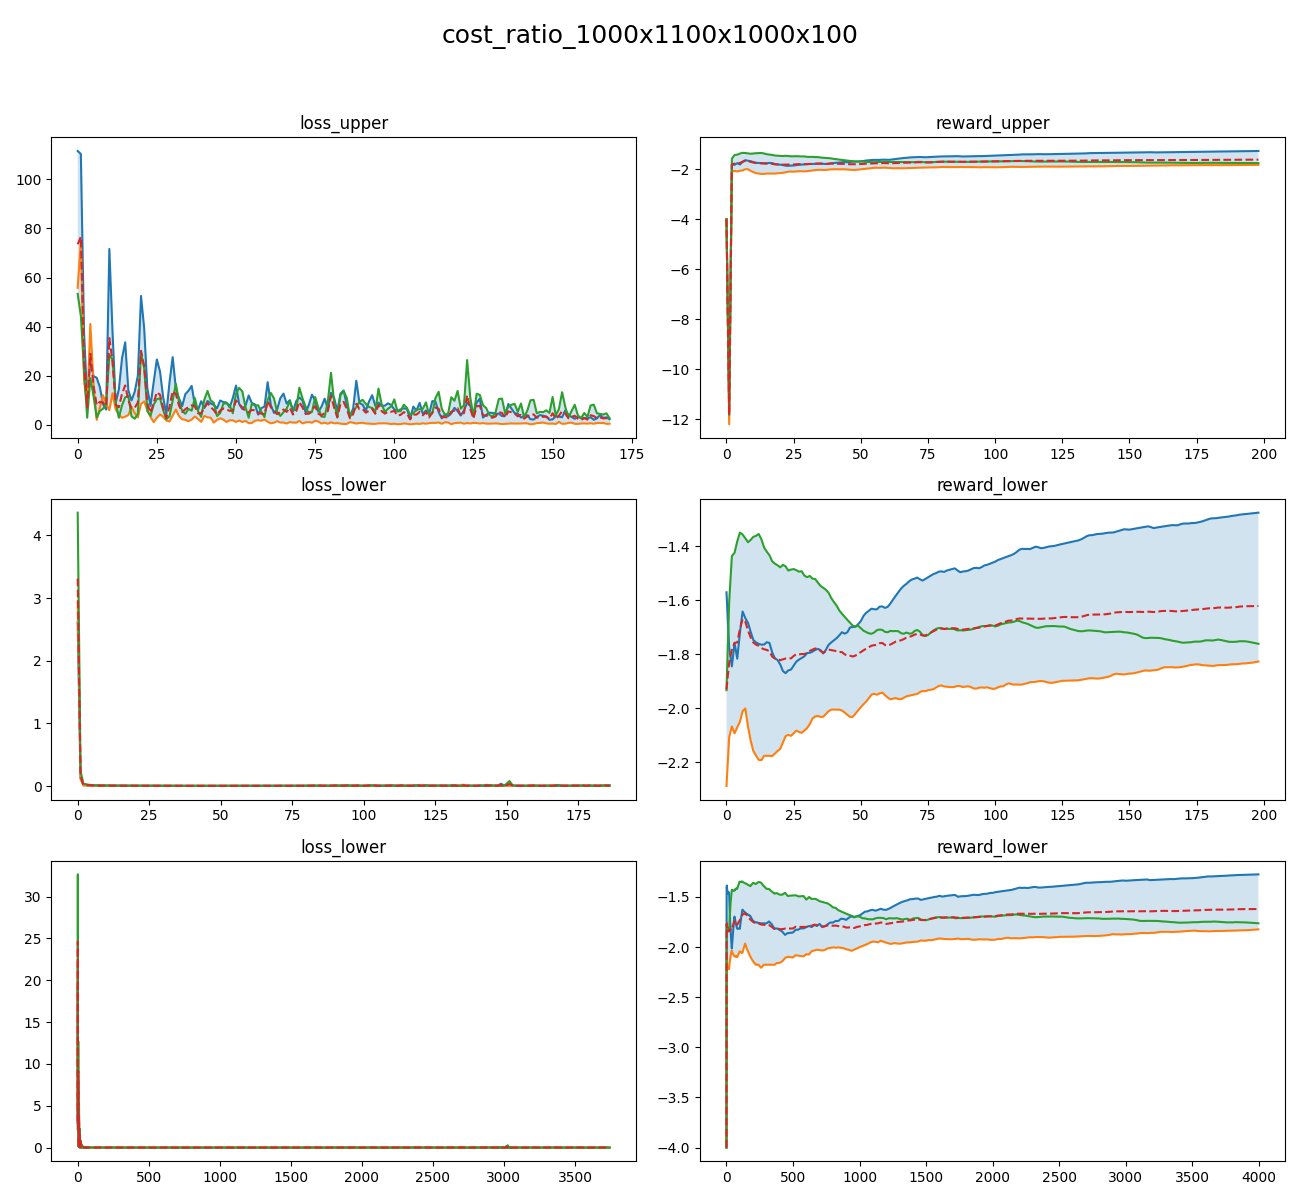 cost_ratio_1000x1100x1000x100
loss_upper
100
80
60
40
20
0
0 25 50 75 100 125 150 175
reward_upper
−2
−4
−6
−8
−10
−12
0 25 50 75 100 125 150 175 200
loss_lower
4
3
2
1
0
0 25 50 75 100 125 150 175
reward_lower
−1.4
−1.6
−1.8
−2.0
−2.2
0 25 50 75 100 125 150 175 200
loss_lower
30
25
20
15
10
5
0
0 500 1000 1500 2000 2500 3000 3500
reward_lower
−1.5
−2.0
−2.5
−3.0
−3.5
−4.0
0 500 1000 1500 2000 2500 3000 3500 4000